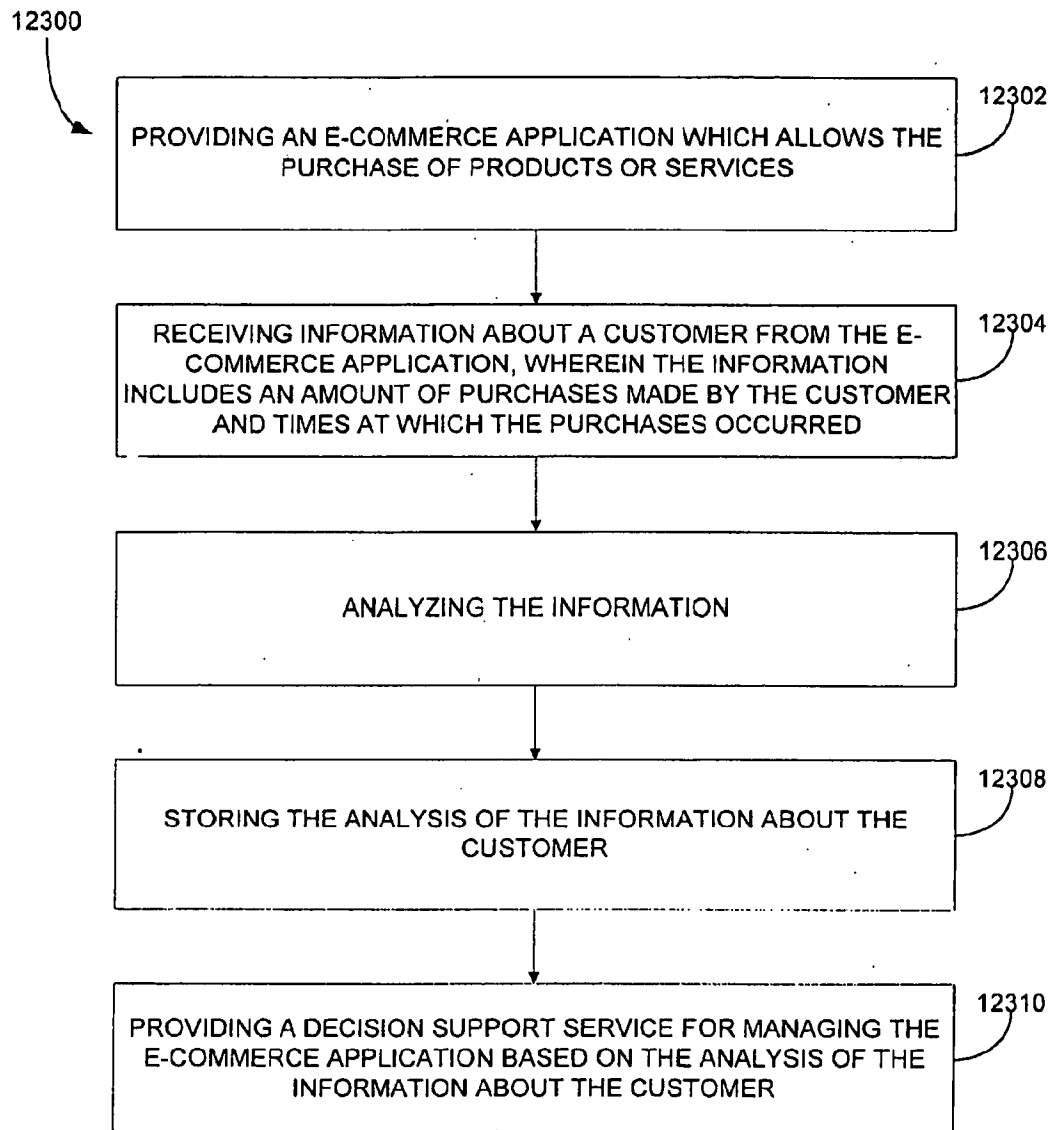 12300
12302
PROVIDING AN E-COMMERCE APPLICATION WHICH ALLOWS THE
PURCHASE OF PRODUCTS OR SERVICES
12304
RECEIVING INFORMATION ABOUT A CUSTOMER FROM THE E-
COMMERCE APPLICATION, WHEREIN THE INFORMATION
INCLUDES AN AMOUNT OF PURCHASES MADE BY THE CUSTOMER
AND TIMES AT WHICH THE PURCHASES OCCURRED
12306
ANALYZING THE INFORMATION
12308
STORING THE ANALYSIS OF THE INFORMATION ABOUT THE
CUSTOMER
12310
PROVIDING A DECISION SUPPORT SERVICE FOR MANAGING THE
E-COMMERCE APPLICATION BASED ON THE ANALYSIS OF THE
INFORMATION ABOUT THE CUSTOMER